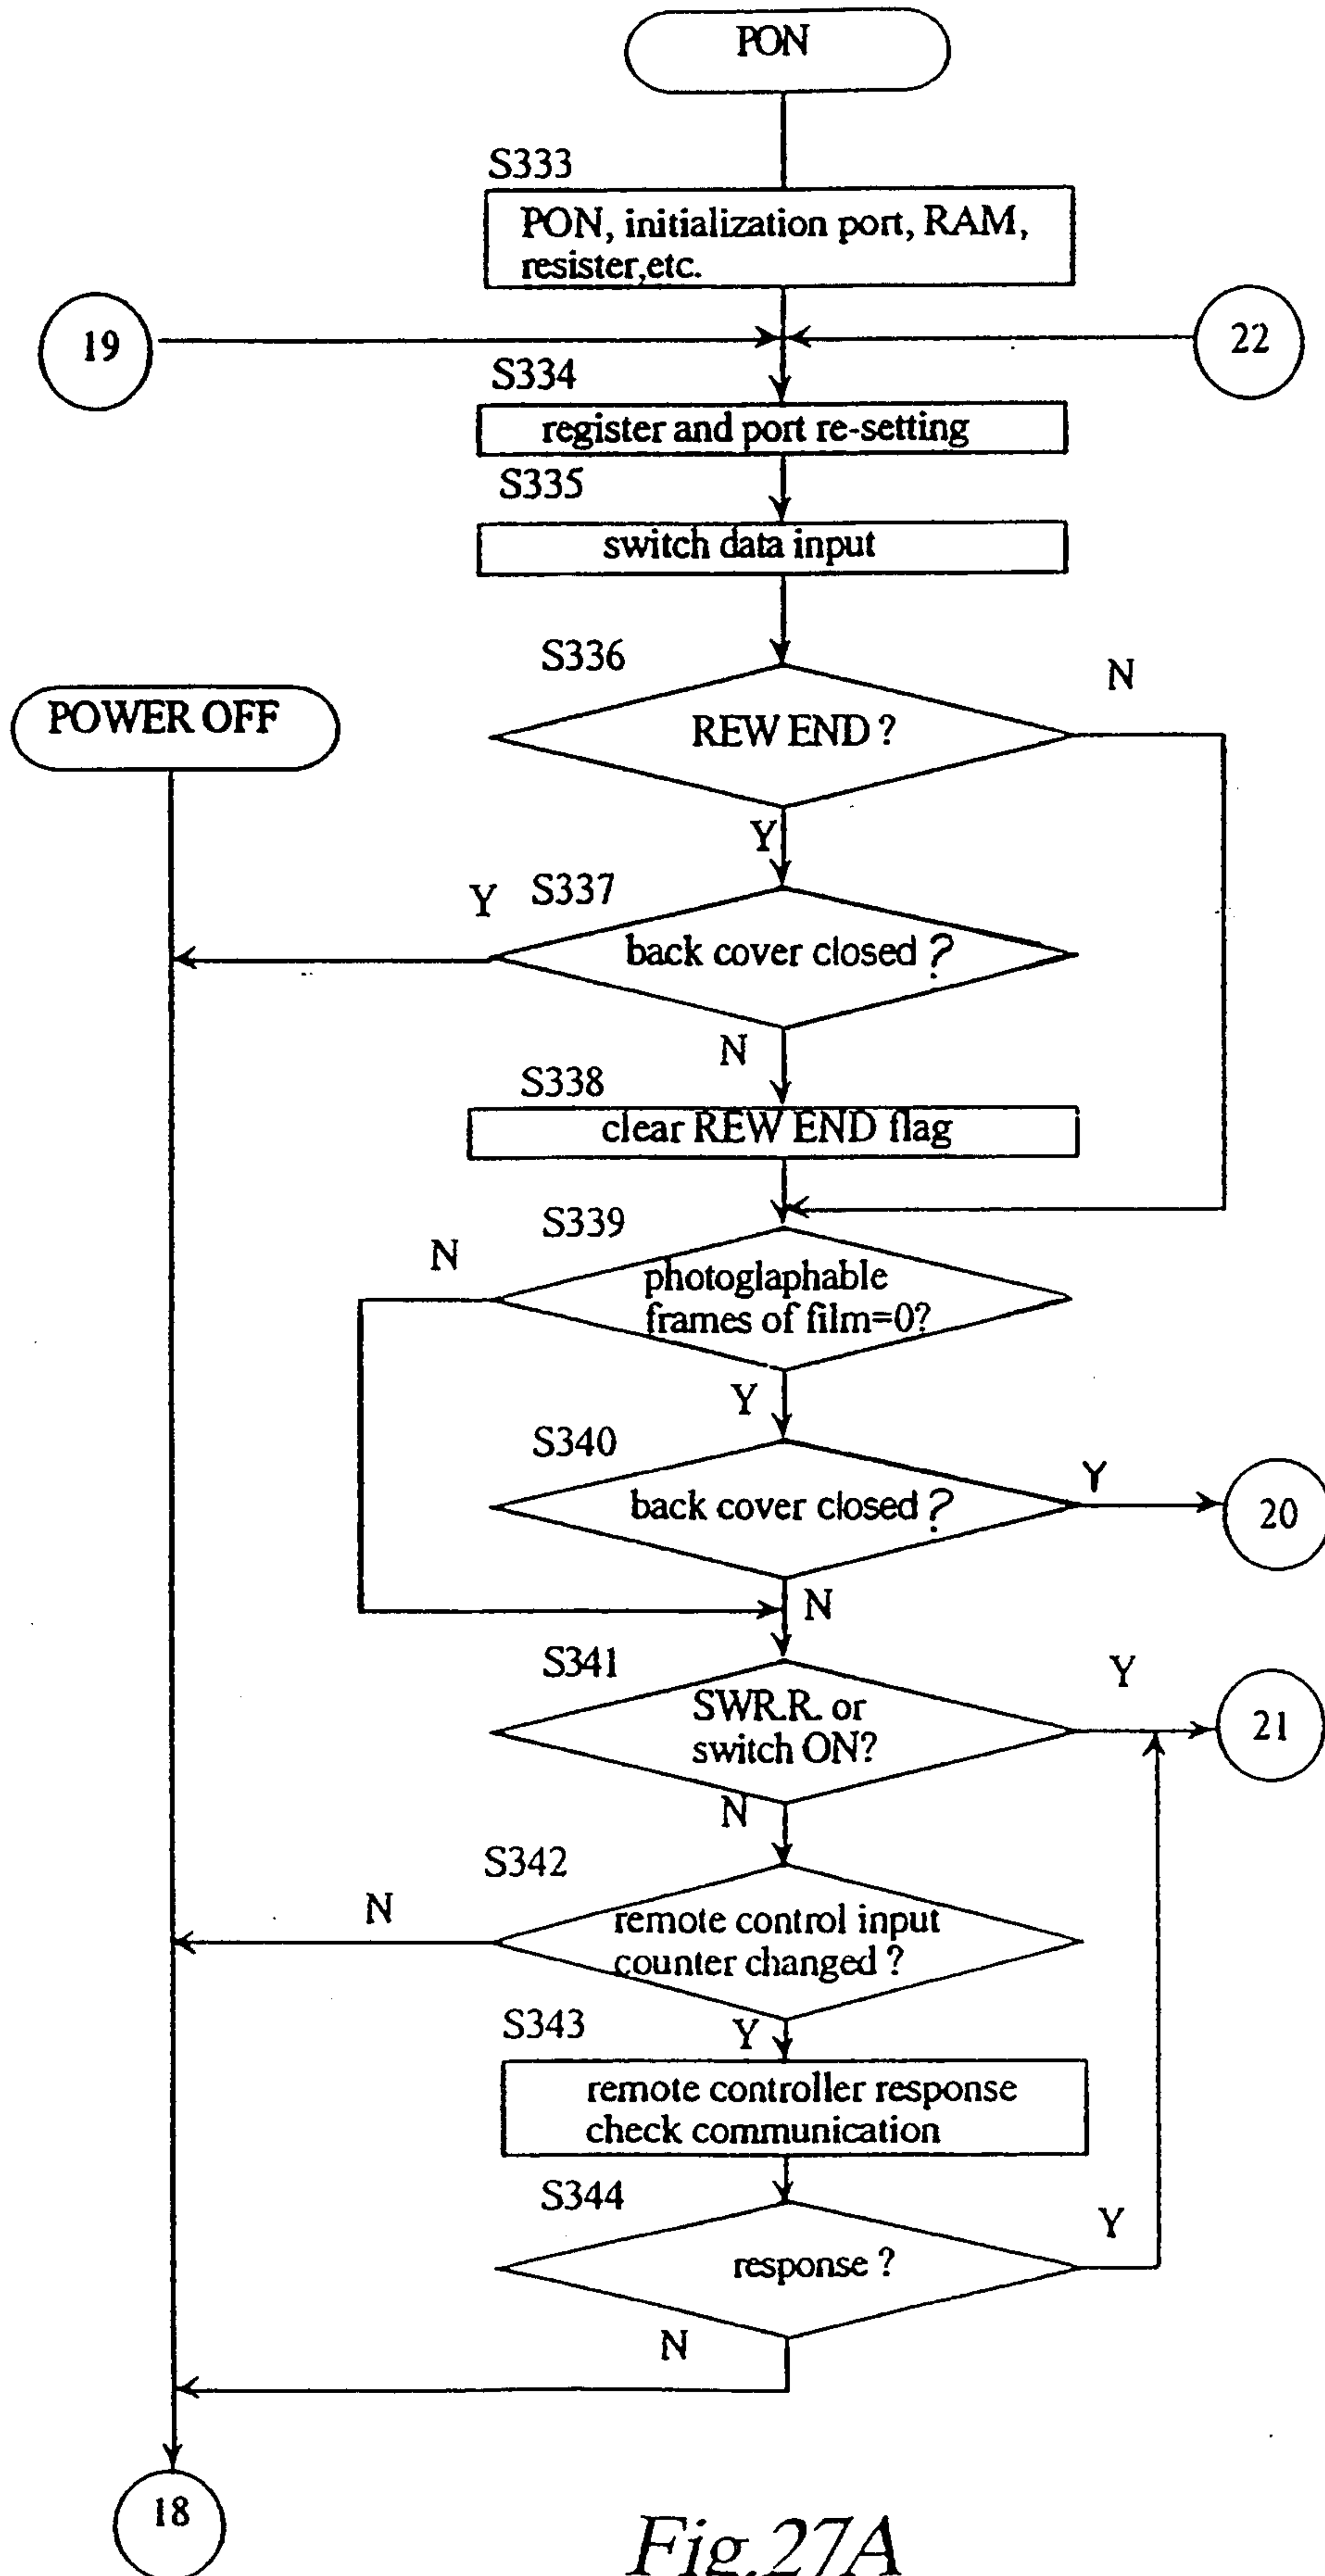 PON
S333
PON, initialization port, RAM,
resister,etc.
19
22
S334
register and port re-setting
S335
switch data input
S336
N
POWER OFF
REW END ?
Y
S337
Y
back cover closed ?
N
S338
clear REW END flag
S339
N
photoglaphable
frames of film=0?
Y
S340
Y
back cover closed ?
20
N
S341
Y
SWR.R. or
switch ON?
21
N
S342
N
remote control input
counter changed ?
S343
Y
remote controller response
check communication
S344
Y
response ?
N
18
Fig.27A